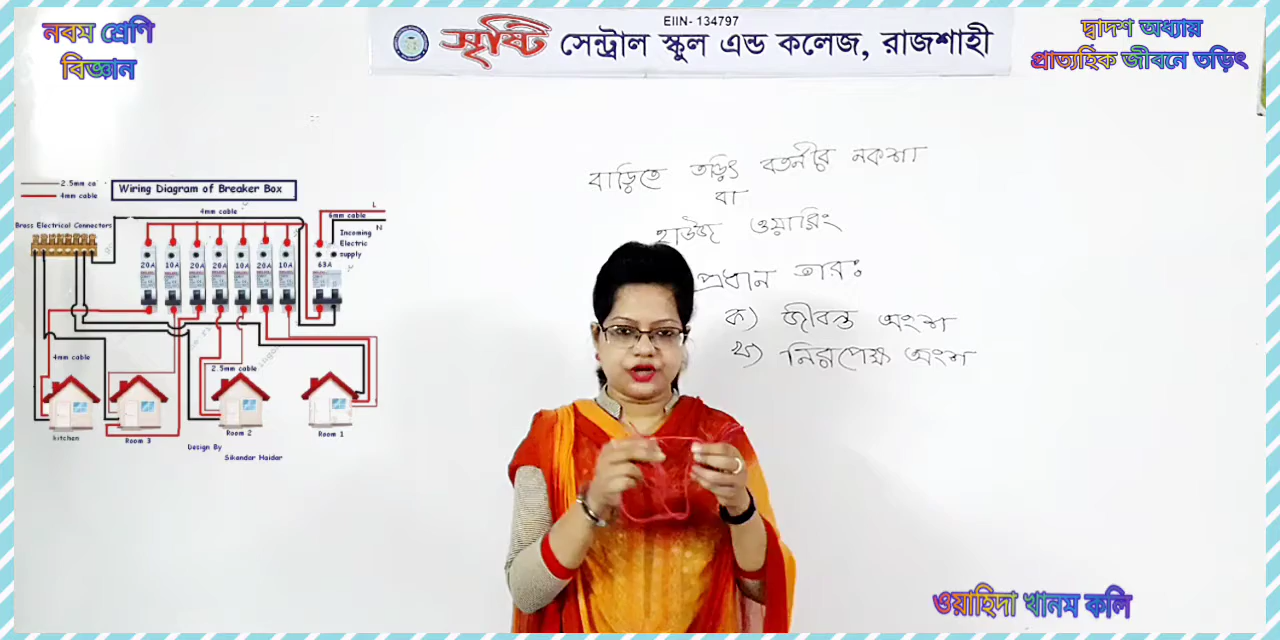 নবম শ্রেণি
বিজ্ঞান
EIIN- 134797
সৃষ্টি সেন্ট্রাল স্কুল এন্ড কলেজ, রাজশাহী
দ্বাদশ অধ্যায়
প্রাত্যহিক জীবনে তড়িৎ
2.5mm ca
4mm cable
Wiring Diagram of Breaker Box
4mm cable
L
6mm cable
N
Brass Electrical Connectors
Incoming
Electric
supply
20A 10A 20A 20A 10A 20A 10A 63A
4mm cable
2.5mm cable
kitchen
Room 3
Room 2
Room 1
Design By
Sikandar Haidar
বাড়িতে তড়িৎ বর্তনীর নকশা
বা
হাউজ ওয়ারিং
প্রধান তারঃ
ক) জীবন্ত অংশ
খ) নিরপেক্ষ অংশ
ওয়াহিদা খানম কলি